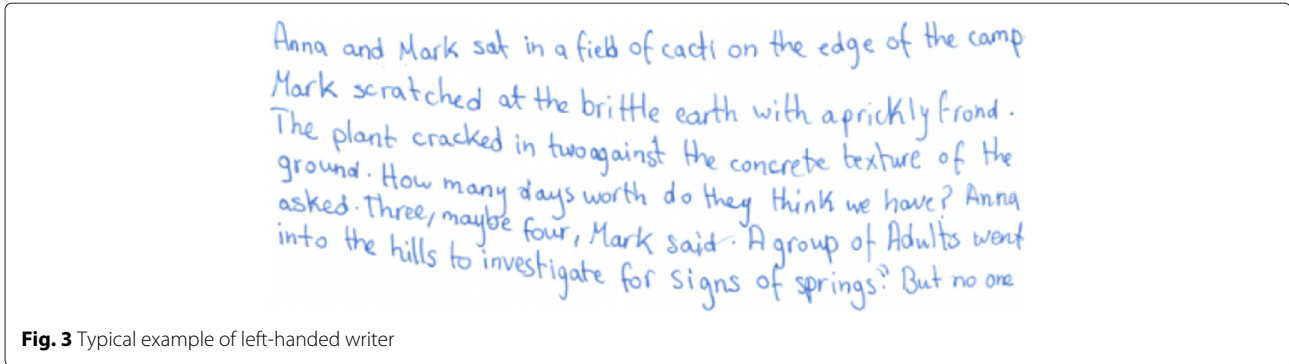 Anna and Mark sat in a field of cacti on the edge of the camp
Mark scratched at the brittle earth with a prickly frond.
The plant cracked in two against the concrete texture of the
ground. How many days worth do they think we have? Anna
asked. Three, maybe four, Mark said. A group of Adults went
into the hills to investigate for signs of springs? But no one
Fig. 3 Typical example of left-handed writer